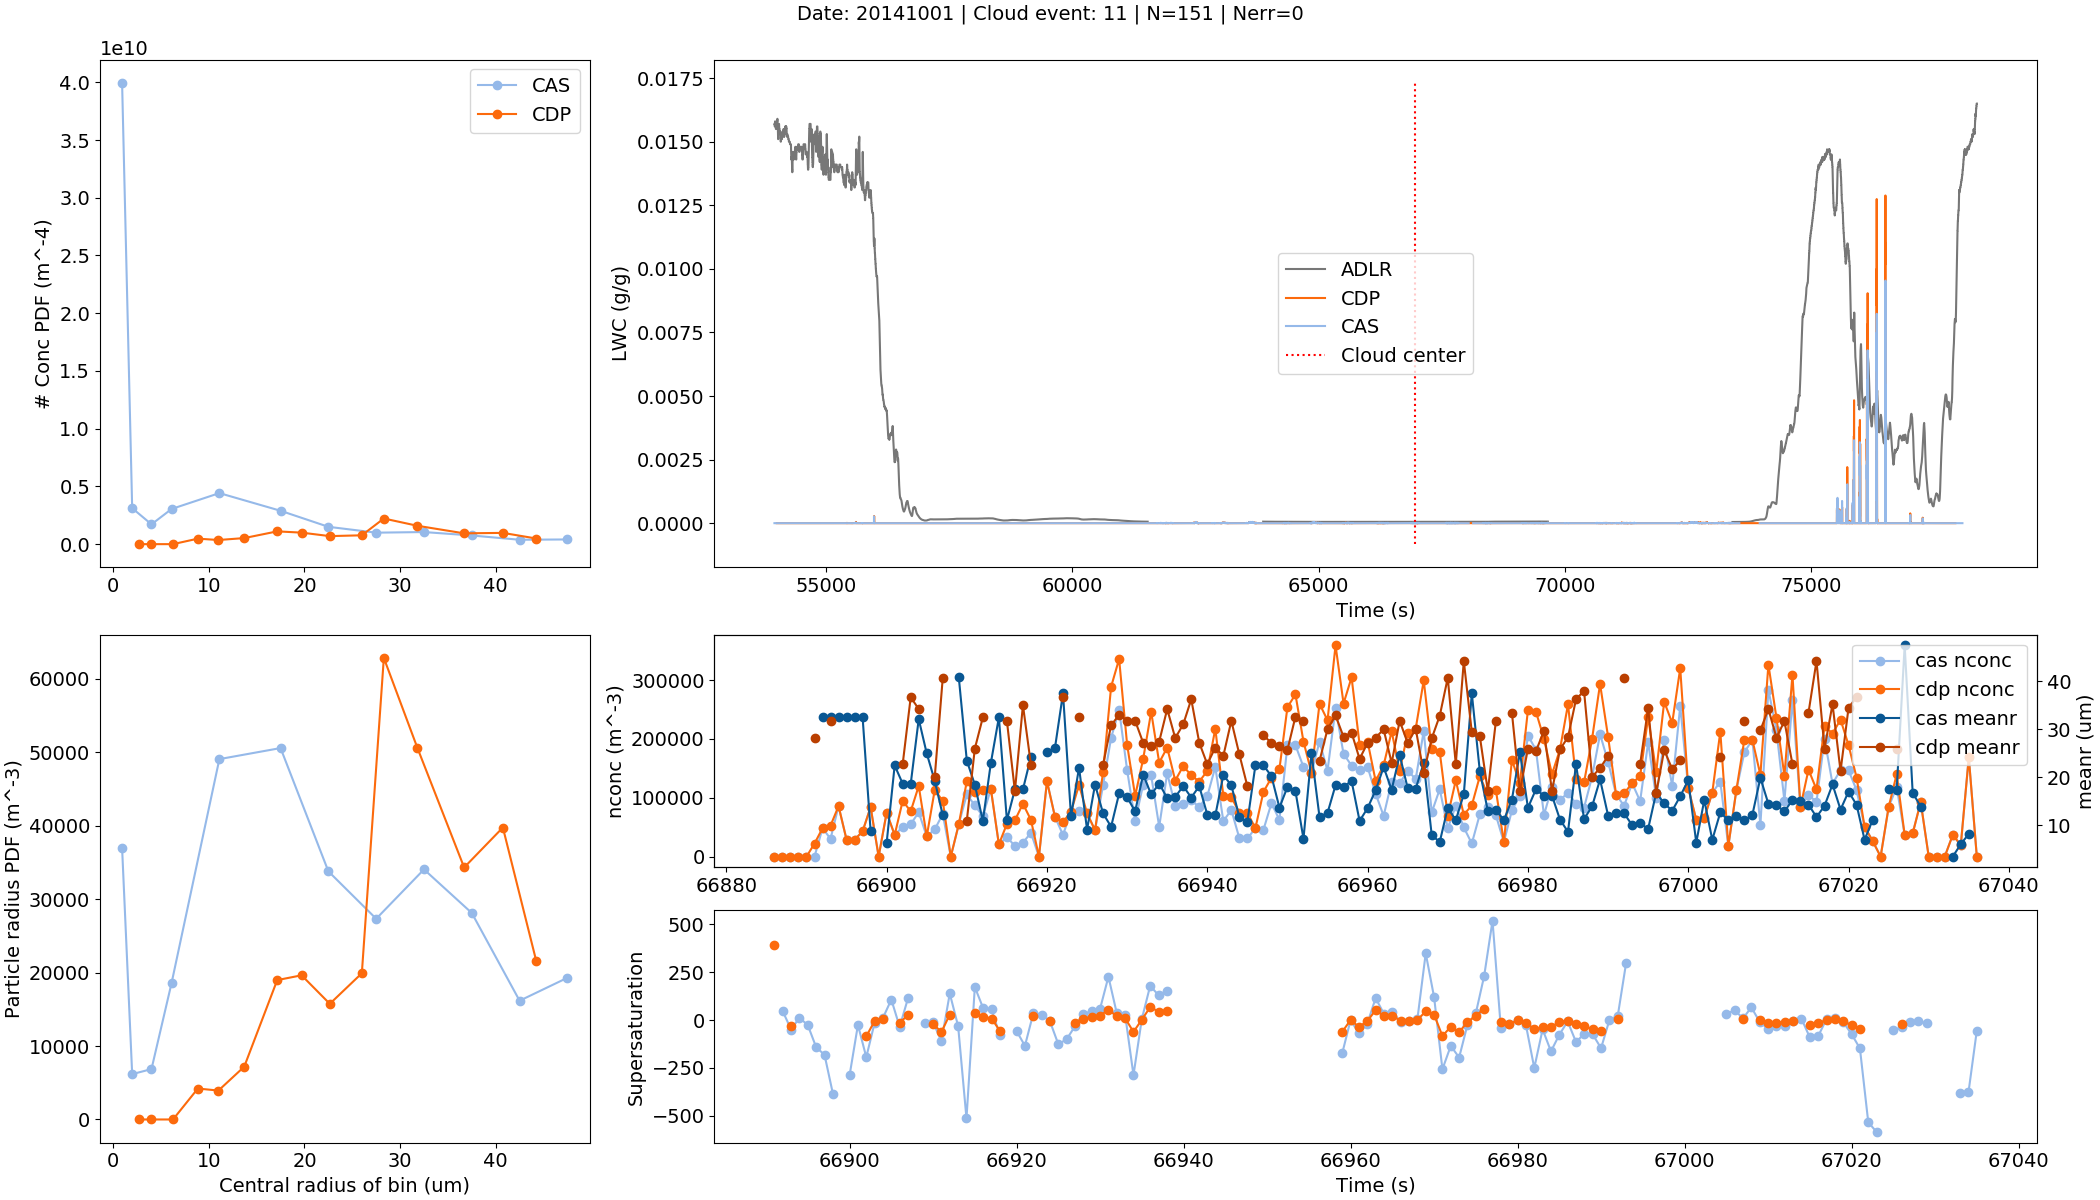 Date: 20141001 | Cloud event: 11 | N=151 | Nerr=0
1e10
4.0
3.5
3.0
2.5
2.0
1.5
1.0
0.5
0.0
# Conc PDF (m^-4)
CAS
CDP
0 10 20 30 40
0.0175
0.0150
0.0125
0.0100
0.0075
0.0050
0.0025
0.0000
LWC (g/g)
ADLR
CDP
CAS
Cloud center
55000 60000 65000 70000 75000
Time (s)
60000
50000
40000
30000
20000
10000
0
Particle radius PDF (m^-3)
0 10 20 30 40
Central radius of bin (um)
300000
200000
100000
0
nconc (m^-3)
cas nconc
cdp nconc
cas meanr
cdp meanr
40
30
20
10
meanr (um)
66880 66900 66920 66940 66960 66980 67000 67020 67040
500
250
0
−250
−500
Supersaturation
66900 66920 66940 66960 66980 67000 67020 67040
Time (s)